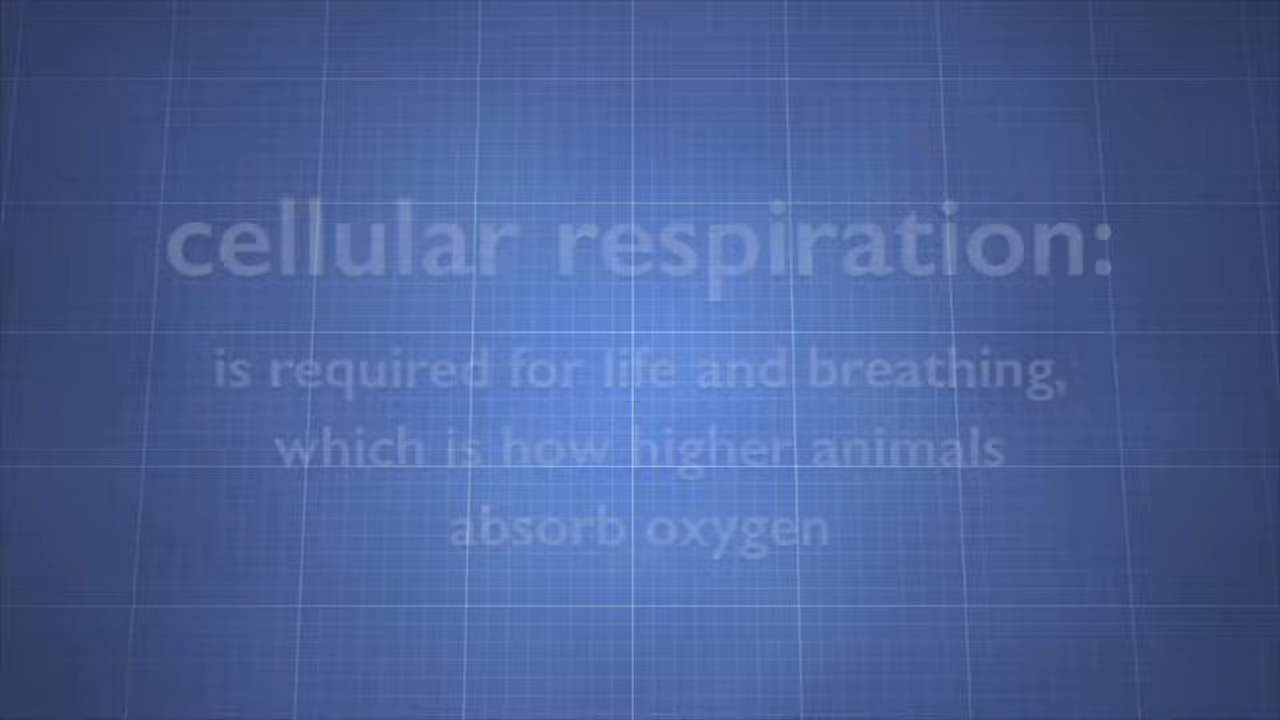 cellular respiration:
is required for life and breathing,
which is how higher animals
absorb oxygen